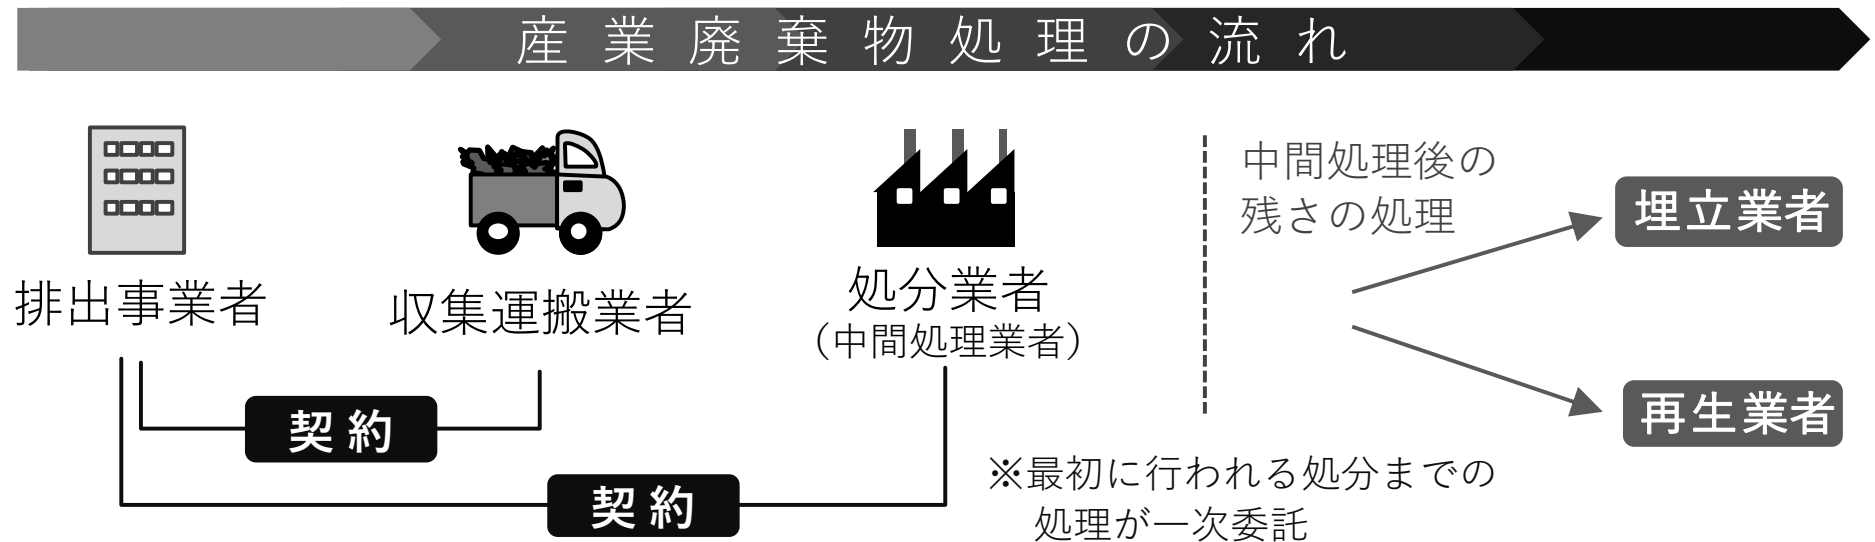 産業廃棄物処理の流れ
排出事業者
収集運搬業者
処分業者
（中間処理業者）
契約
契約
中間処理後の
残さの処理
埋立業者
再生業者
※最初に行われる処分までの
処理が一次委託